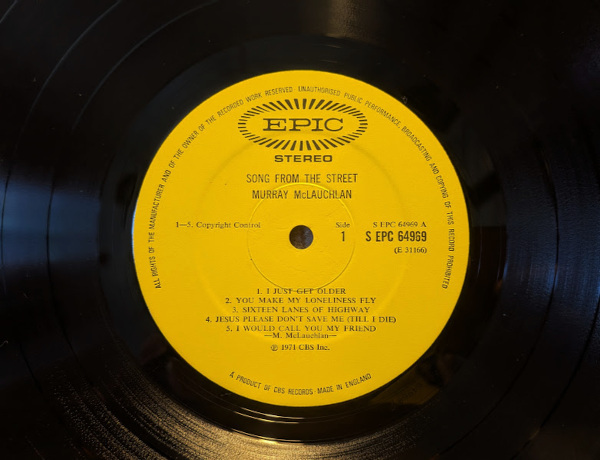 ALL RIGHTS OF THE MANUFACTURER AND OF THE OWNER OF THE RECORDED WORK RESERVED · UNAUTHORISED PUBLIC PERFORMANCE, BROADCASTING AND COPYING OF THIS RECORD PROHIBITED
EPIC
STEREO
SONG FROM THE STREET
MURRAY McLAUCHLAN
1—5. Copyright Control
Side
1
S EPC 64969 A
S EPC 64969
(E 31166)
1. I JUST GET OLDER
2. YOU MAKE MY LONELINESS FLY
3. SIXTEEN LANES OF HIGHWAY
4. JESUS PLEASE DON'T SAVE ME (TILL I DIE)
5. I WOULD CALL YOU MY FRIEND
—M. McLauchlan—
℗ 1971 CBS Inc.
A PRODUCT OF CBS RECORDS · MADE IN ENGLAND